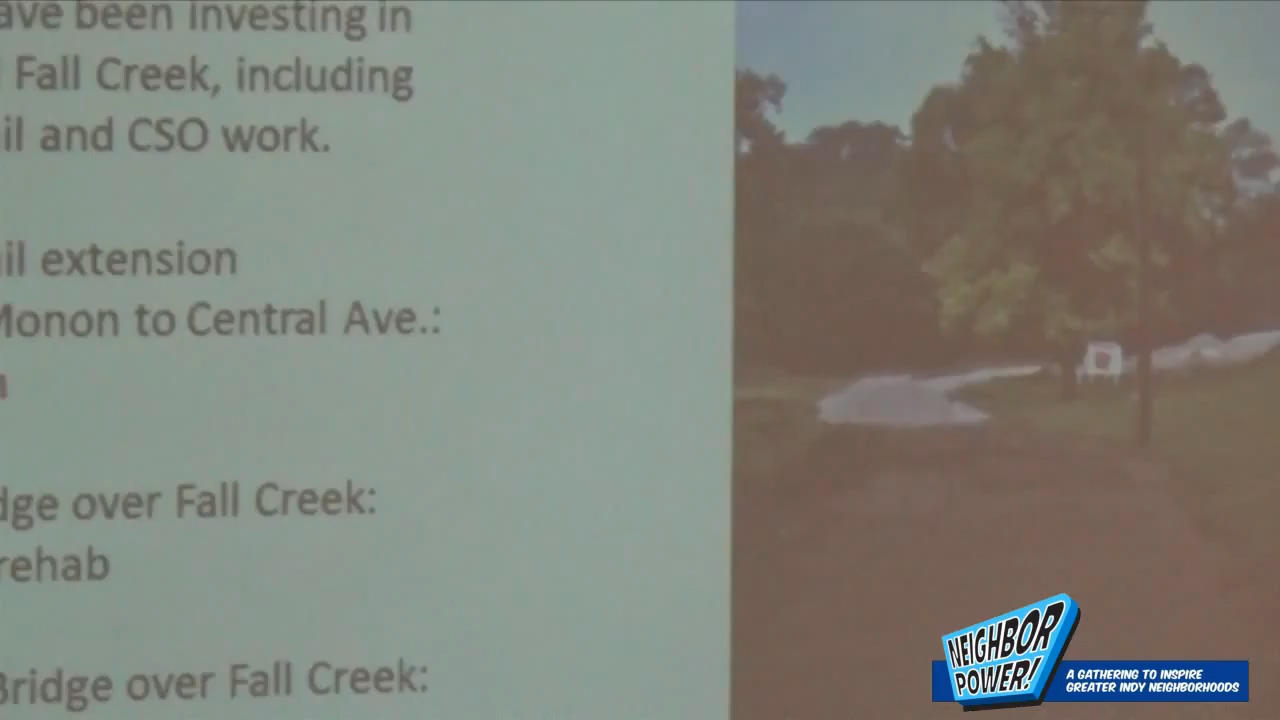 ave been investing in
Fall Creek, including
il and CSO work.
il extension
Monon to Central Ave.:
dge over Fall Creek:
rehab
Bridge over Fall Creek:
NEIGHBOR
POWER!
A GATHERING TO INSPIRE
GREATER INDY NEIGHBORHOODS